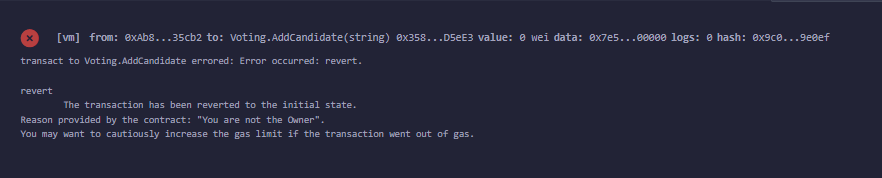 [vm] from: 0xAb8...35cb2 to: Voting.AddCandidate(string) 0x358...D5eE3 value: 0 wei data: 0x7e5...00000 logs: 0 hash: 0x9c0...9e0ef
transact to Voting.AddCandidate errored: Error occurred: revert.
revert
The transaction has been reverted to the initial state.
Reason provided by the contract: "You are not the Owner".
You may want to cautiously increase the gas limit if the transaction went out of gas.